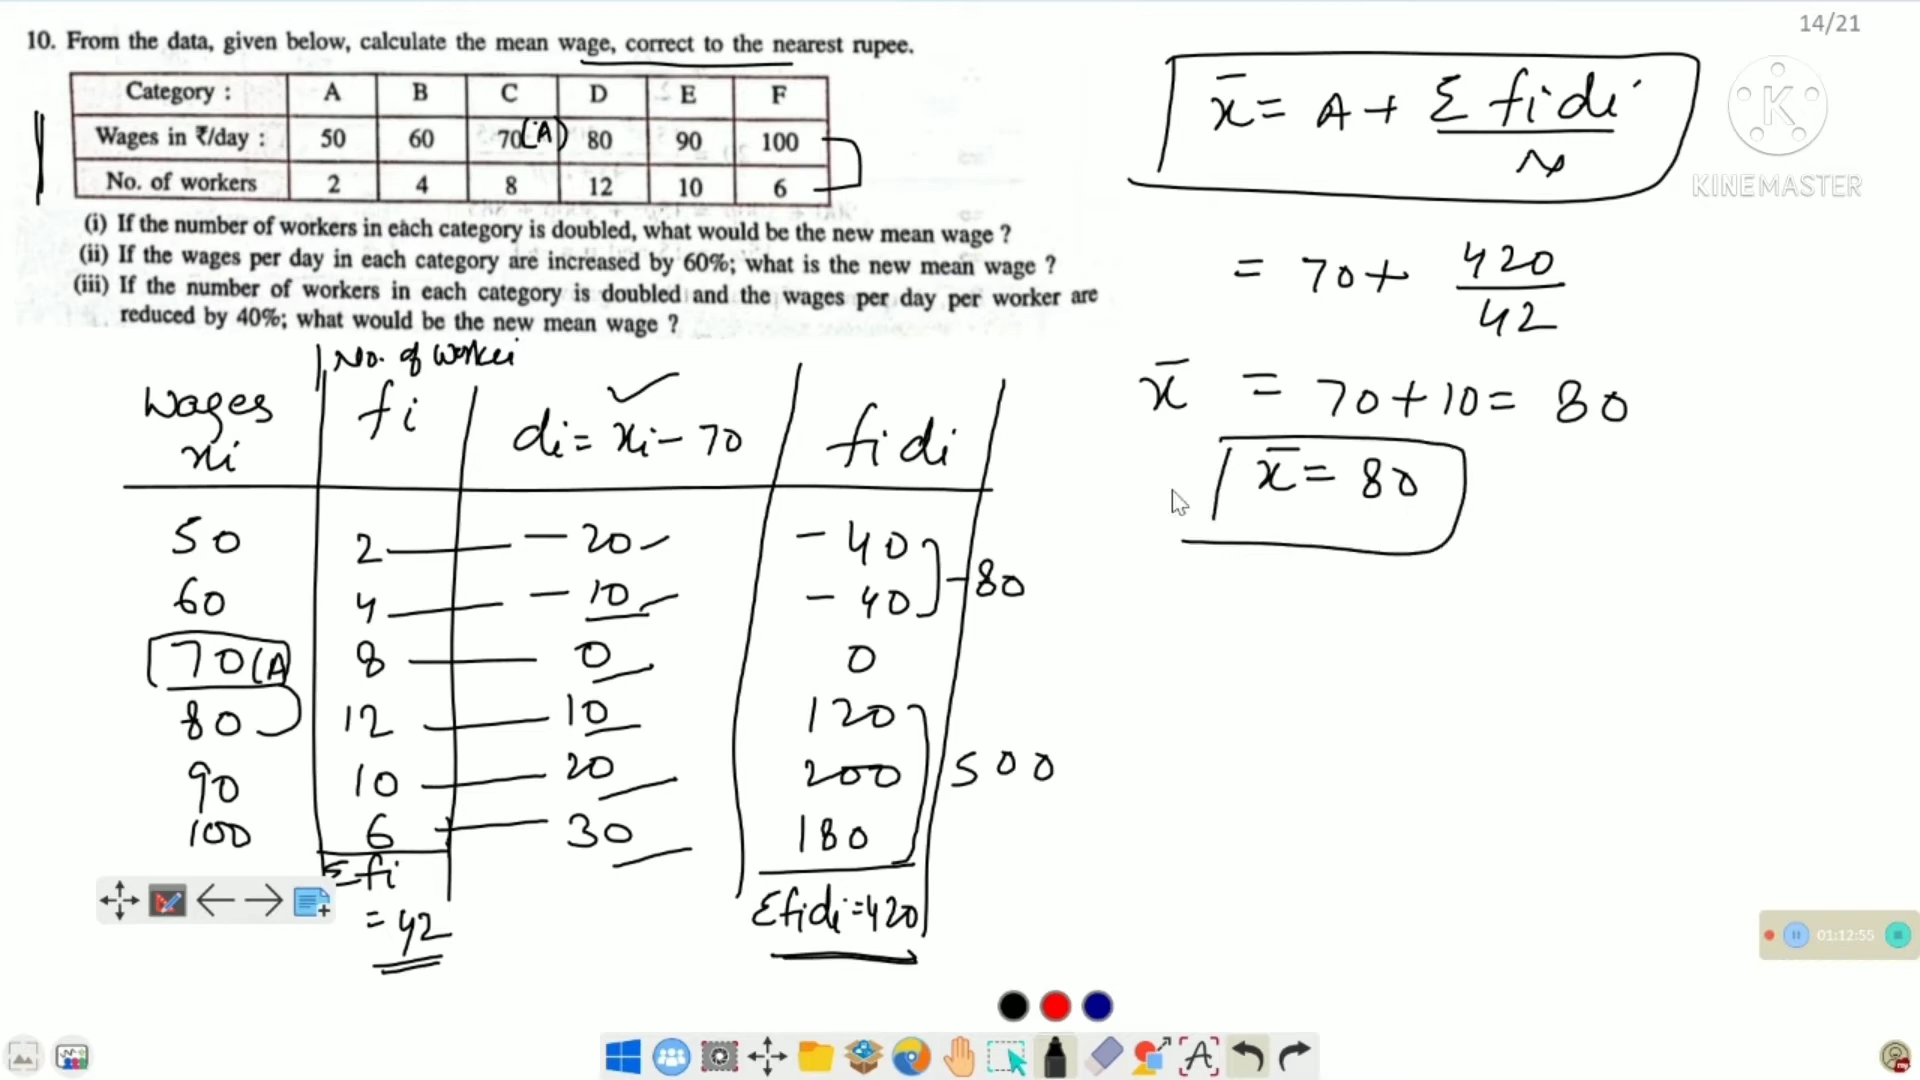 14/21
10. From the data, given below, calculate the mean wage, correct to the nearest rupee.
Category : A B C D E F
Wages in ₹/day : 50 60 70(A) 80 90 100
No. of workers 2 4 8 12 10 6
(i) If the number of workers in each category is doubled, what would be the new mean wage ?
(ii) If the wages per day in each category are increased by 60%; what is the new mean wage ?
(iii) If the number of workers in each category is doubled and the wages per day per worker are
reduced by 40%; what would be the new mean wage ?
x̄ = A + Σ fidi / N
KINEMASTER
= 70 + 420 / 42
x̄ = 70 + 10 = 80
x̄ = 80
No. of worker
Wages xi fi di = xi - 70 fidi
50 2 - 20 - 40
60 4 - 10 - 40 - 80
70(A) 8 0 0
80 12 10 120
90 10 20 200 500
100 6 30 180
Σfi = 42 Σfidi = 420
01:12:55